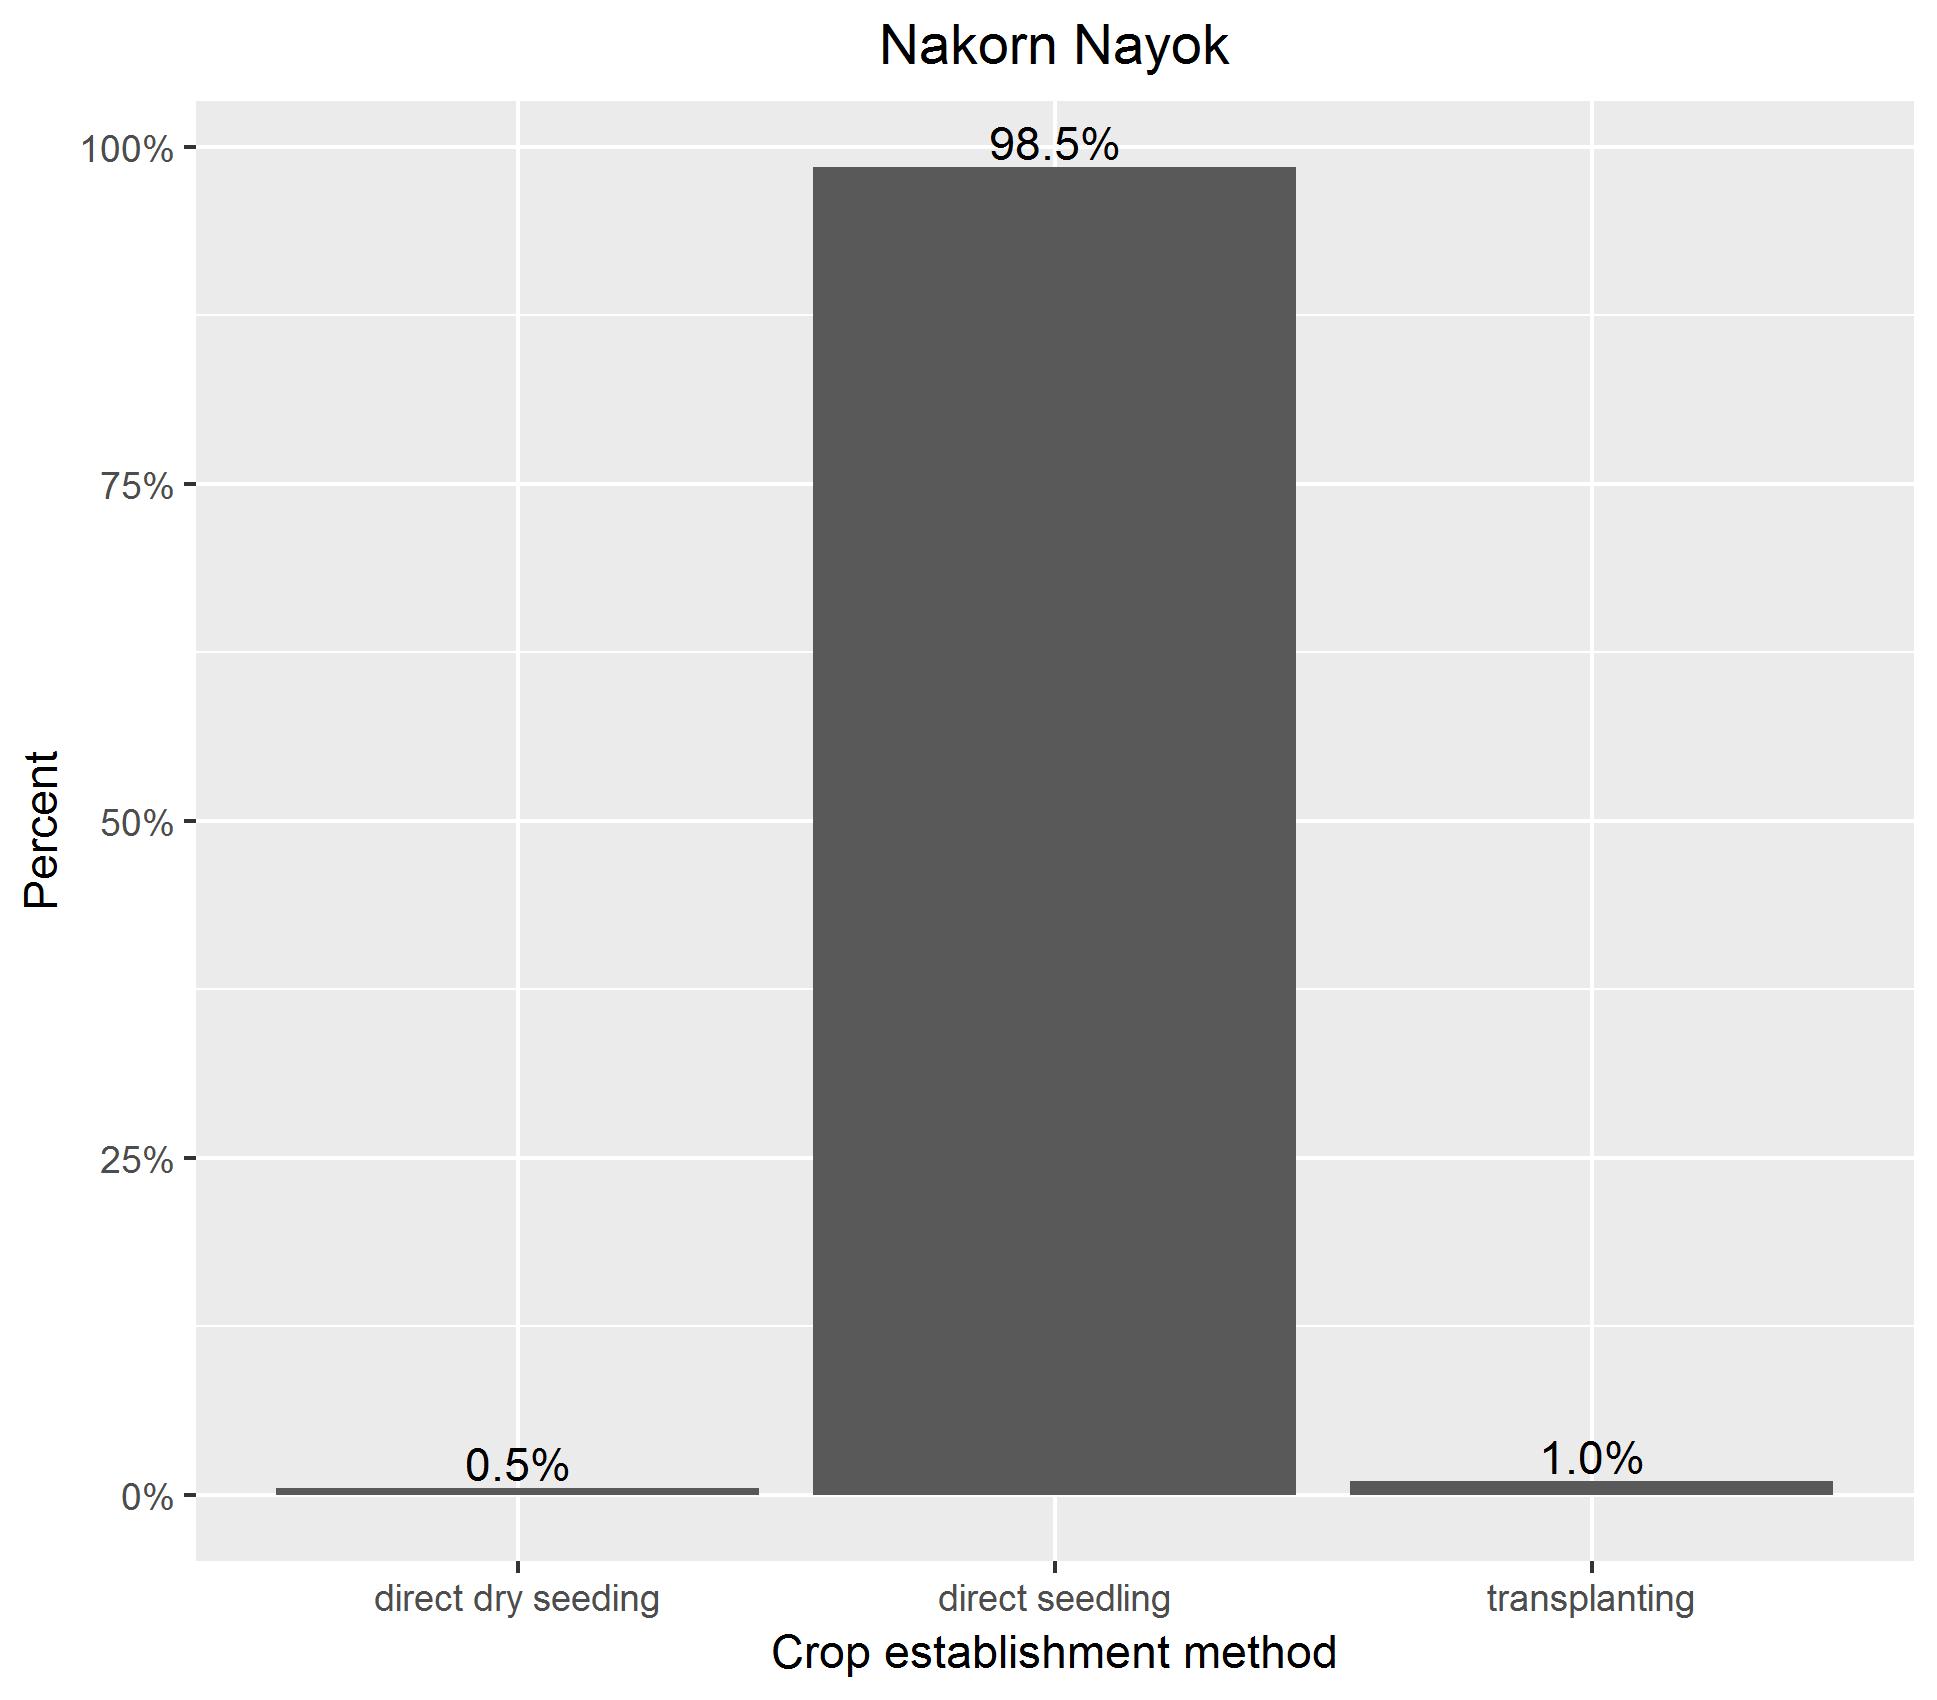 Nakorn Nayok
100%
98.5%
75%
50%
25%
0%
0.5%
1.0%
Percent
direct dry seeding
direct seedling
transplanting
Crop establishment method